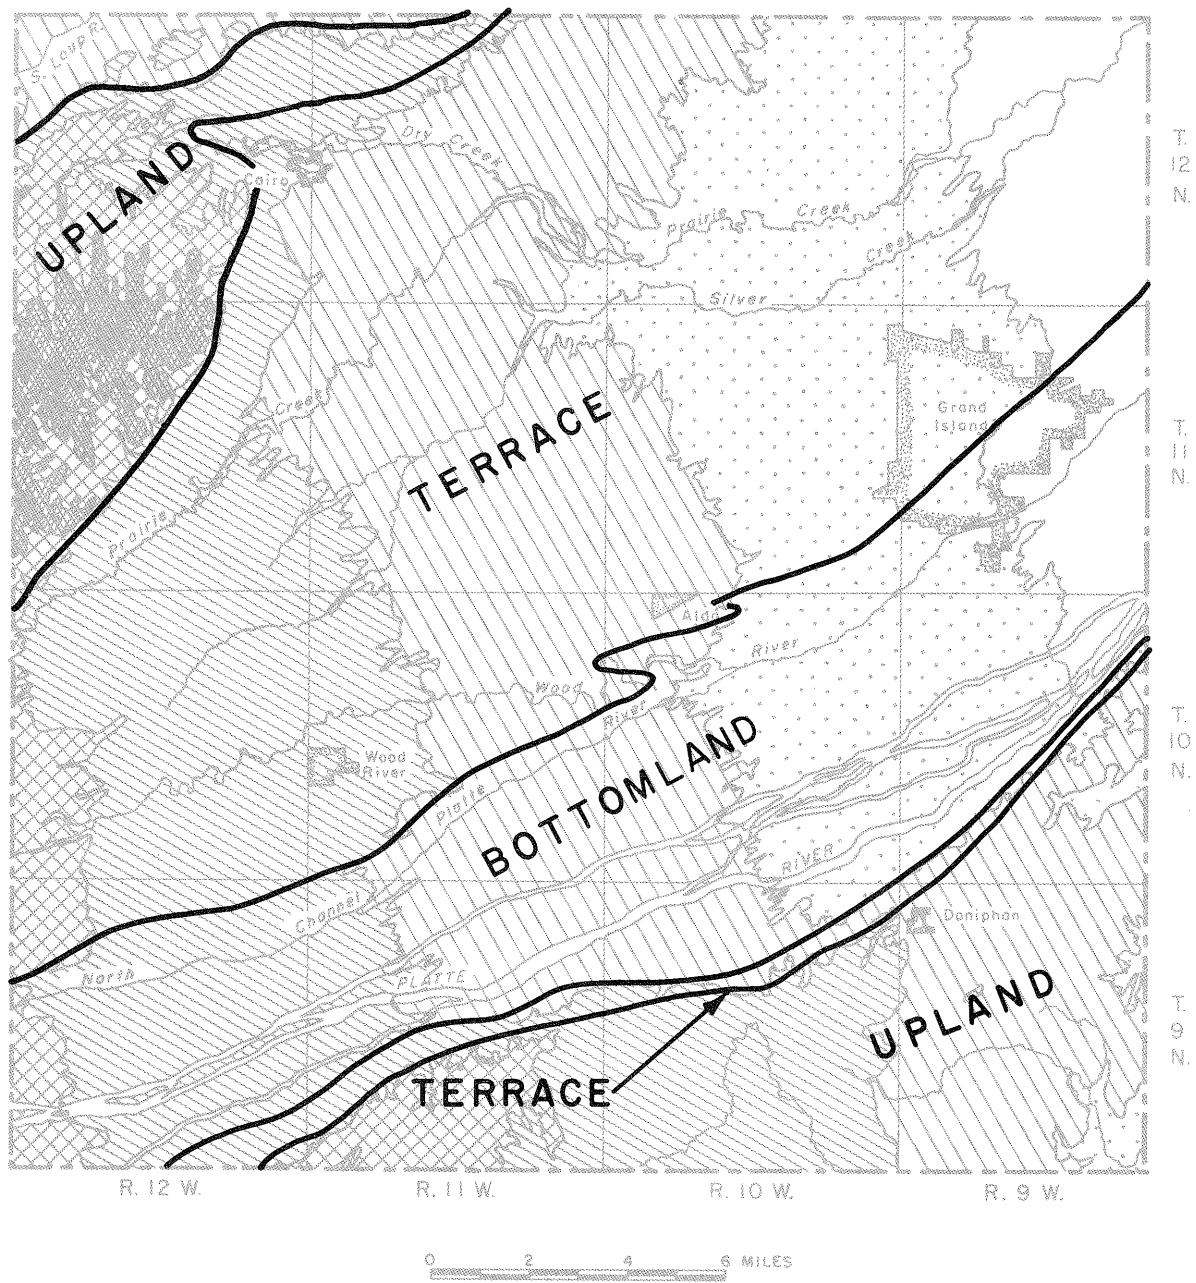 S. Loup R.
Dry Creek
T. 12 N.
UPLAND
Cairo
Prairie Creek
Creek
Silver
Grand Island
T. 11 N.
Creek
TERRACE
Prairie
Alda
River
Wood
River
T. 10 N.
Wood River
BOTTOMLAND
Platte
RIVER
Channel
Doniphan
North
PLATTE
UPLAND
T. 9 N.
TERRACE
R. 12 W. R. 11 W. R. 10 W. R. 9 W.
0 2 4 6 MILES